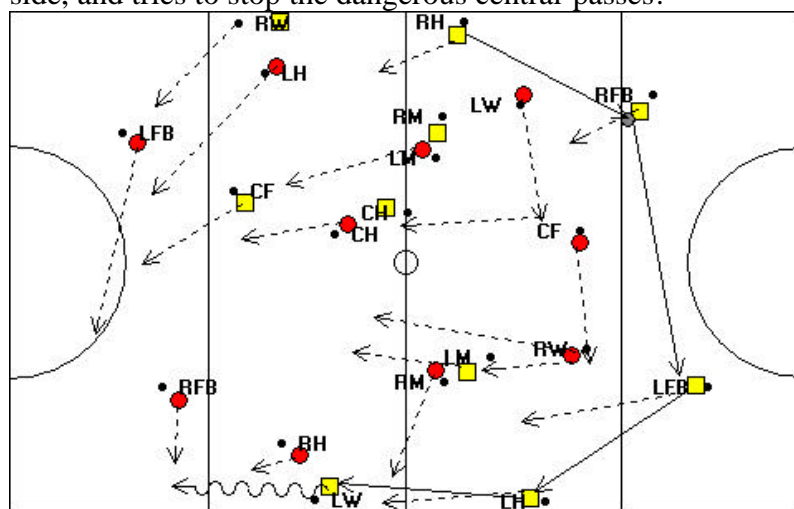 side, and tries to stop the dangerous central passes?
RW
RH
LH
LW
RFB
RM
LFB
LM
CF
CH
CH
CF
LM
RW
RM
RFB
LFB
RH
LW
LH